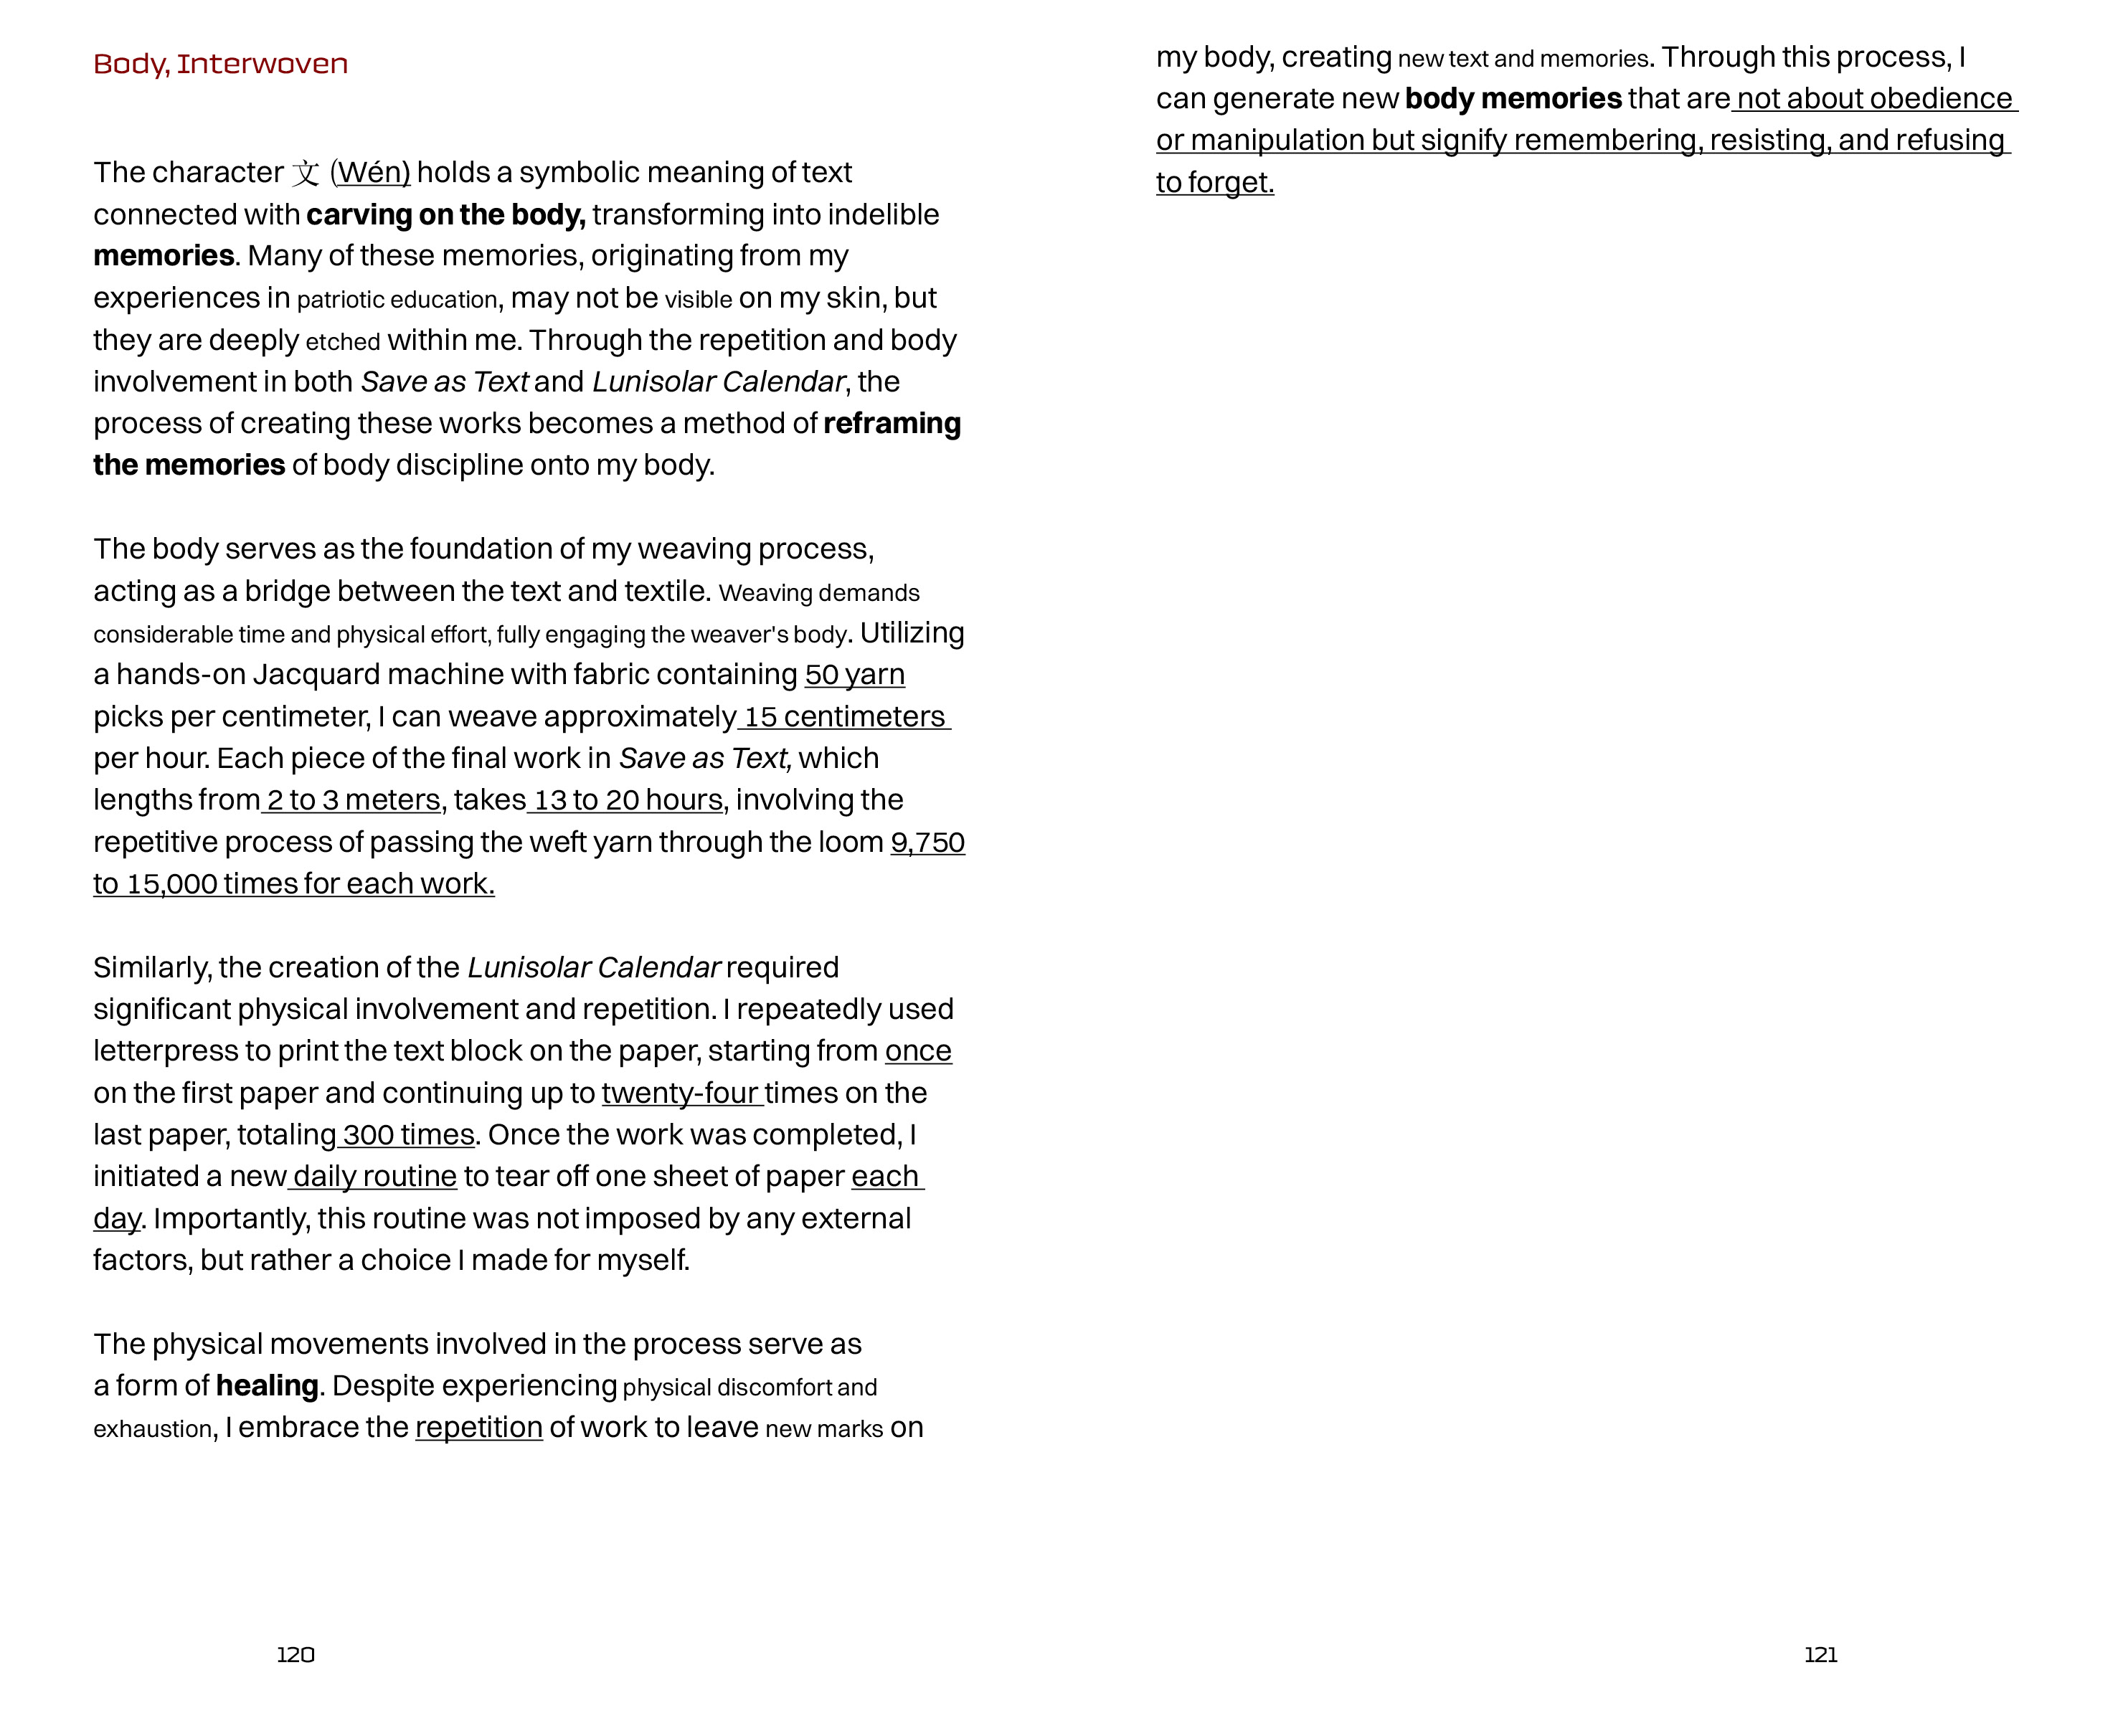 Body, Interwoven
The character 文 (Wén) holds a symbolic meaning of text
connected with carving on the body, transforming into indelible
memories. Many of these memories, originating from my
experiences in patriotic education, may not be visible on my skin, but
they are deeply etched within me. Through the repetition and body
involvement in both Save as Text and Lunisolar Calendar, the
process of creating these works becomes a method of reframing
the memories of body discipline onto my body.
The body serves as the foundation of my weaving process,
acting as a bridge between the text and textile. Weaving demands
considerable time and physical effort, fully engaging the weaver's body. Utilizing
a hands-on Jacquard machine with fabric containing 50 yarn
picks per centimeter, I can weave approximately 15 centimeters
per hour. Each piece of the final work in Save as Text, which
lengths from 2 to 3 meters, takes 13 to 20 hours, involving the
repetitive process of passing the weft yarn through the loom 9,750
to 15,000 times for each work.
Similarly, the creation of the Lunisolar Calendar required
significant physical involvement and repetition. I repeatedly used
letterpress to print the text block on the paper, starting from once
on the first paper and continuing up to twenty-four times on the
last paper, totaling 300 times. Once the work was completed, I
initiated a new daily routine to tear off one sheet of paper each
day. Importantly, this routine was not imposed by any external
factors, but rather a choice I made for myself.
The physical movements involved in the process serve as
a form of healing. Despite experiencing physical discomfort and
exhaustion, I embrace the repetition of work to leave new marks on
120
my body, creating new text and memories. Through this process, I
can generate new body memories that are not about obedience
or manipulation but signify remembering, resisting, and refusing
to forget.
121